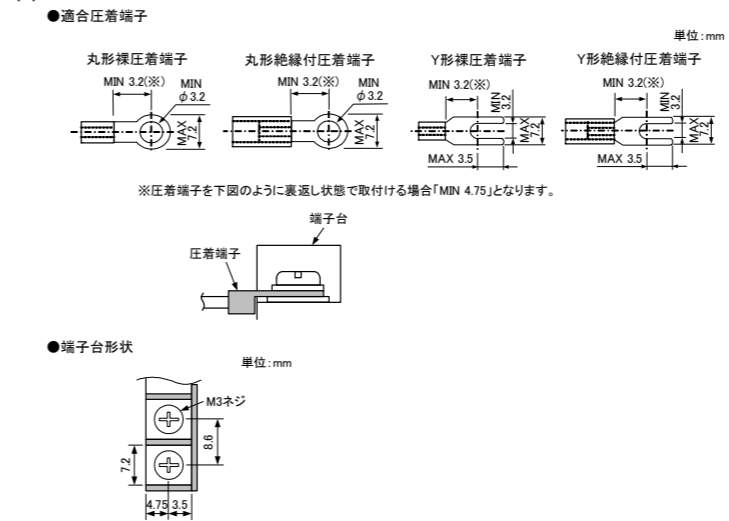 ●適合圧着端子
単位：mm
丸形裸圧着端子
丸形絶縁付圧着端子
Y形裸圧着端子
Y形絶縁付圧着端子
MIN 3.2(※)
MIN
φ3.2
MAX
7.2
MIN 3.2(※)
MIN
φ3.2
MAX
7.2
MIN 3.2(※)
MIN
3.2
MAX
7.2
MAX 3.5
MIN 3.2(※)
MIN
3.2
MAX
7.2
MAX 3.5
※圧着端子を下図のように裏返し状態で取付ける場合「MIN 4.75」となります。
端子台
圧着端子
●端子台形状
単位：mm
M3ネジ
8.6
7.2
4.75 3.5